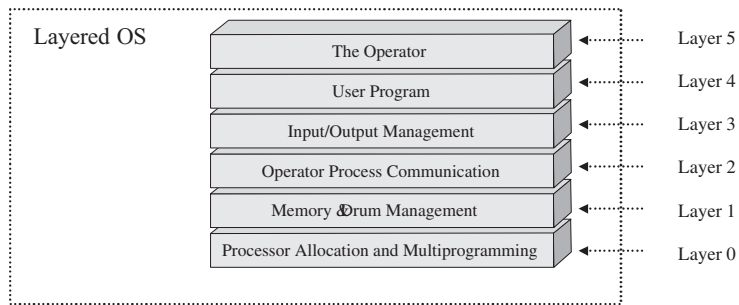 Layered OS
The Operator
Layer 5
User Program
Layer 4
Input/Output Management
Layer 3
Operator Process Communication
Layer 2
Memory & Drum Management
Layer 1
Processor Allocation and Multiprogramming
Layer 0